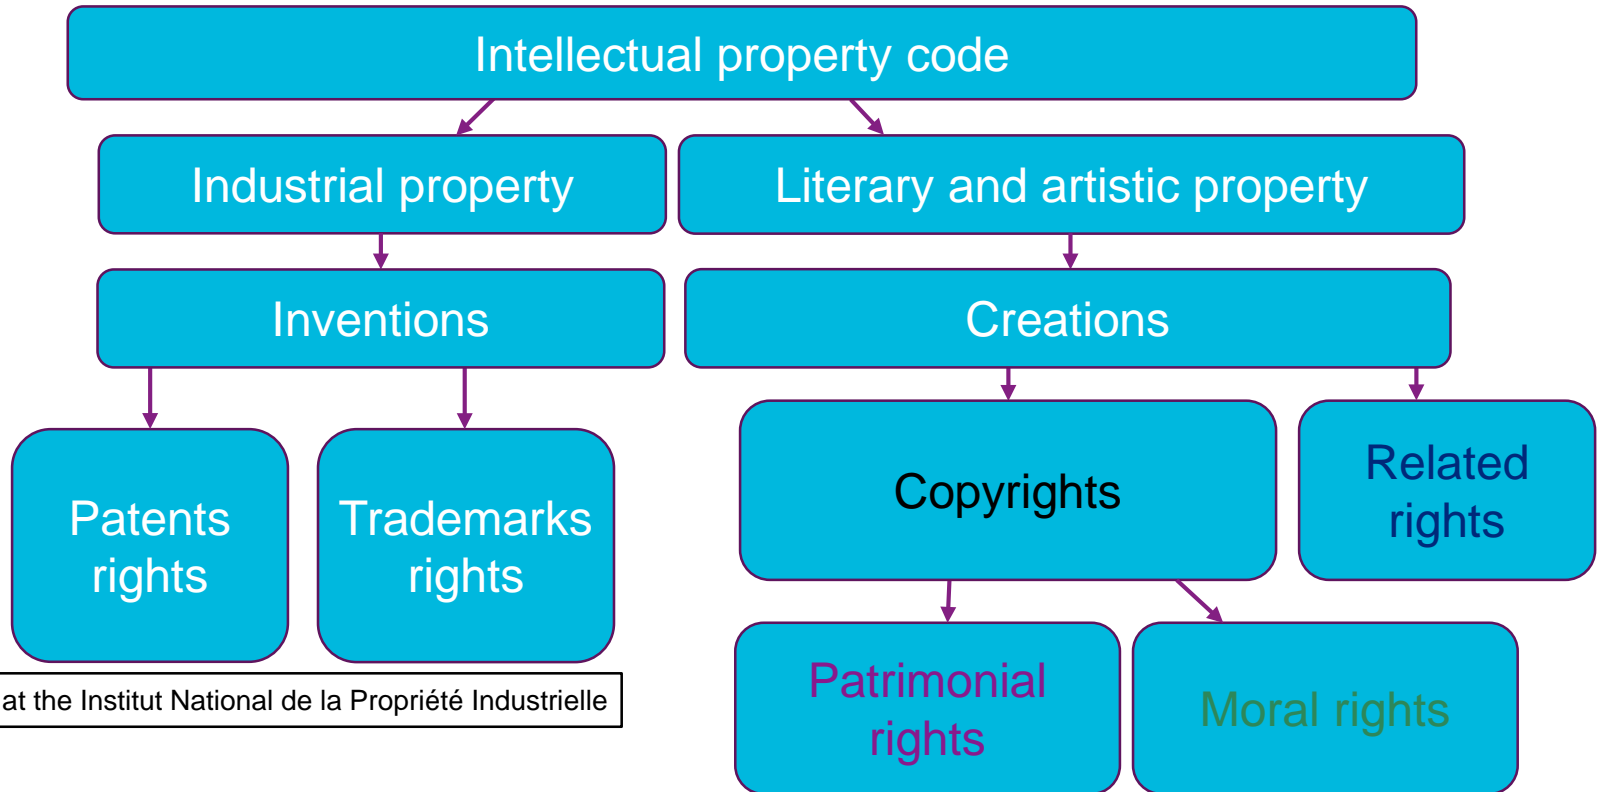 Intellectual property code
Industrial property
Literary and artistic property
Inventions
Creations
Patents
rights
Trademarks
rights
Copyrights
Related
rights
at the Institut National de la Propriété Industrielle
Patrimonial
rights
Moral rights